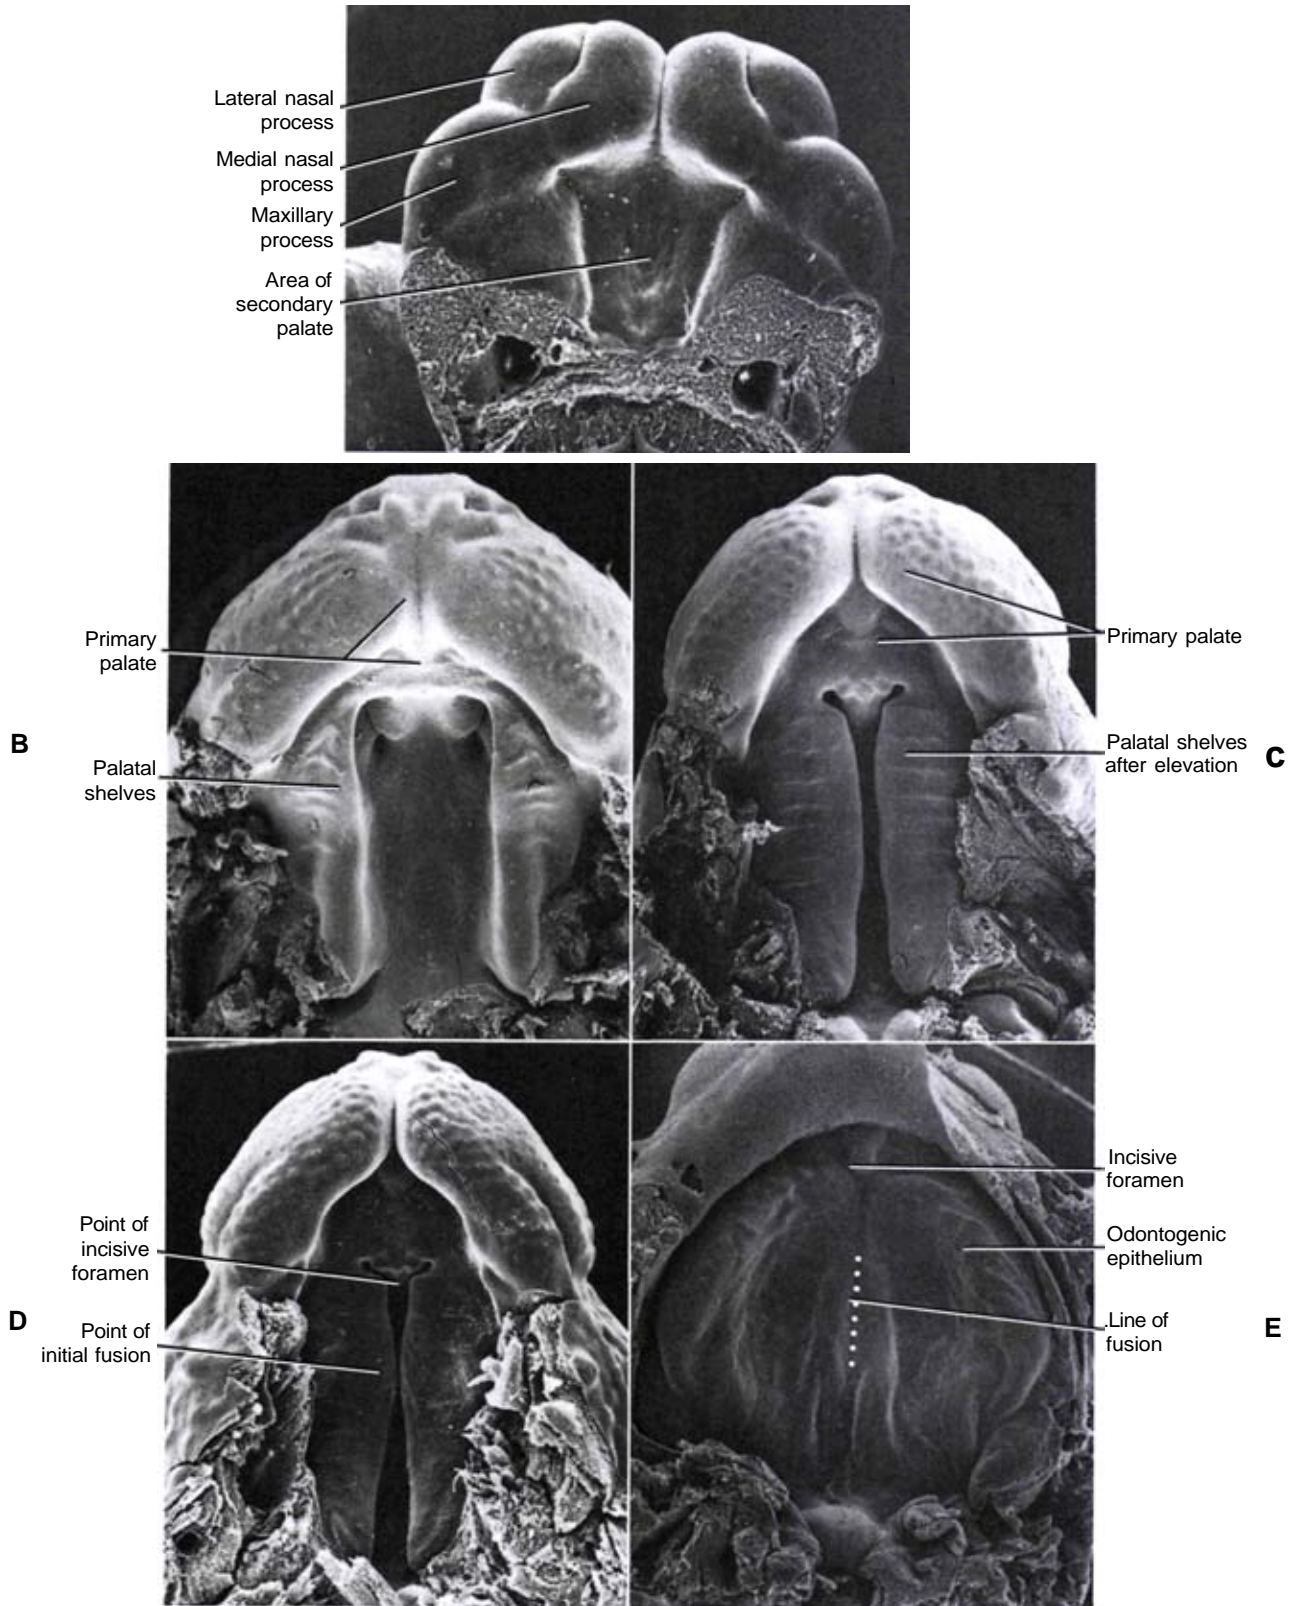 Lateral nasal
process
Medial nasal
process
Maxillary
process
Area of
secondary
palate
Primary
palate
B
Palatal
shelves
Primary palate
Palatal shelves
after elevation
C
Point of
incisive
foramen
D
Point of
initial fusion
Incisive
foramen
Odontogenic
epithelium
.Line of
fusion
E